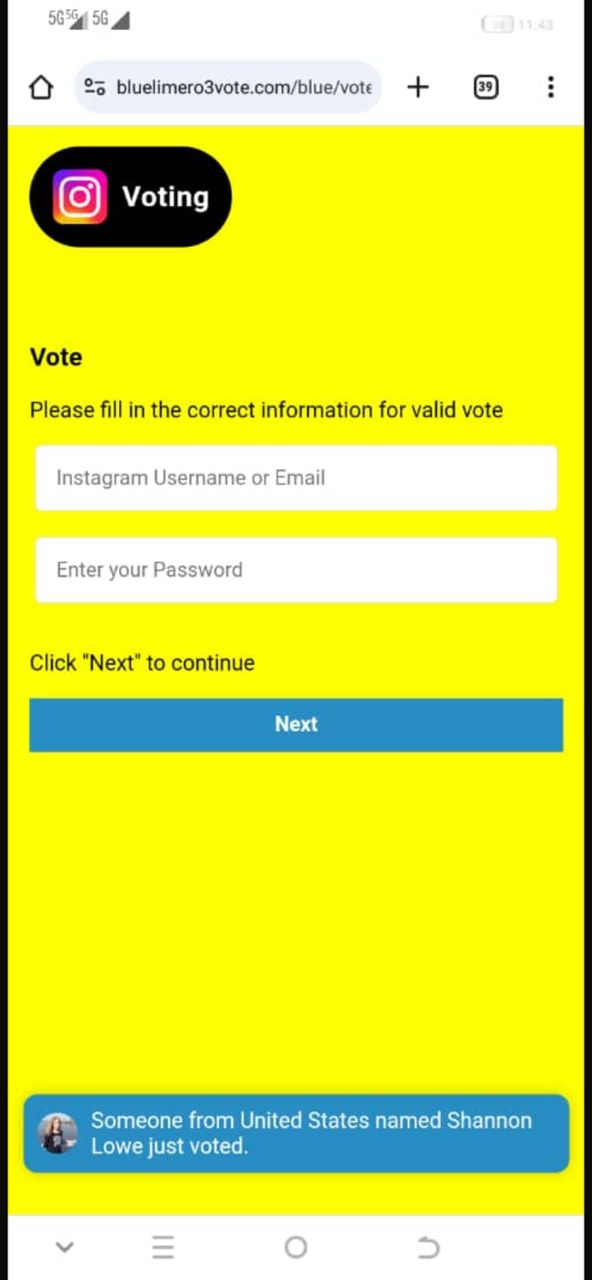 5G 5G 5G 11:43
39
bluelimero3vote.com/blue/vote
Voting
Vote
Please fill in the correct information for valid vote
Instagram Username or Email
Enter your Password
Click "Next" to continue
Next
Someone from United States named Shannon
Lowe just voted.